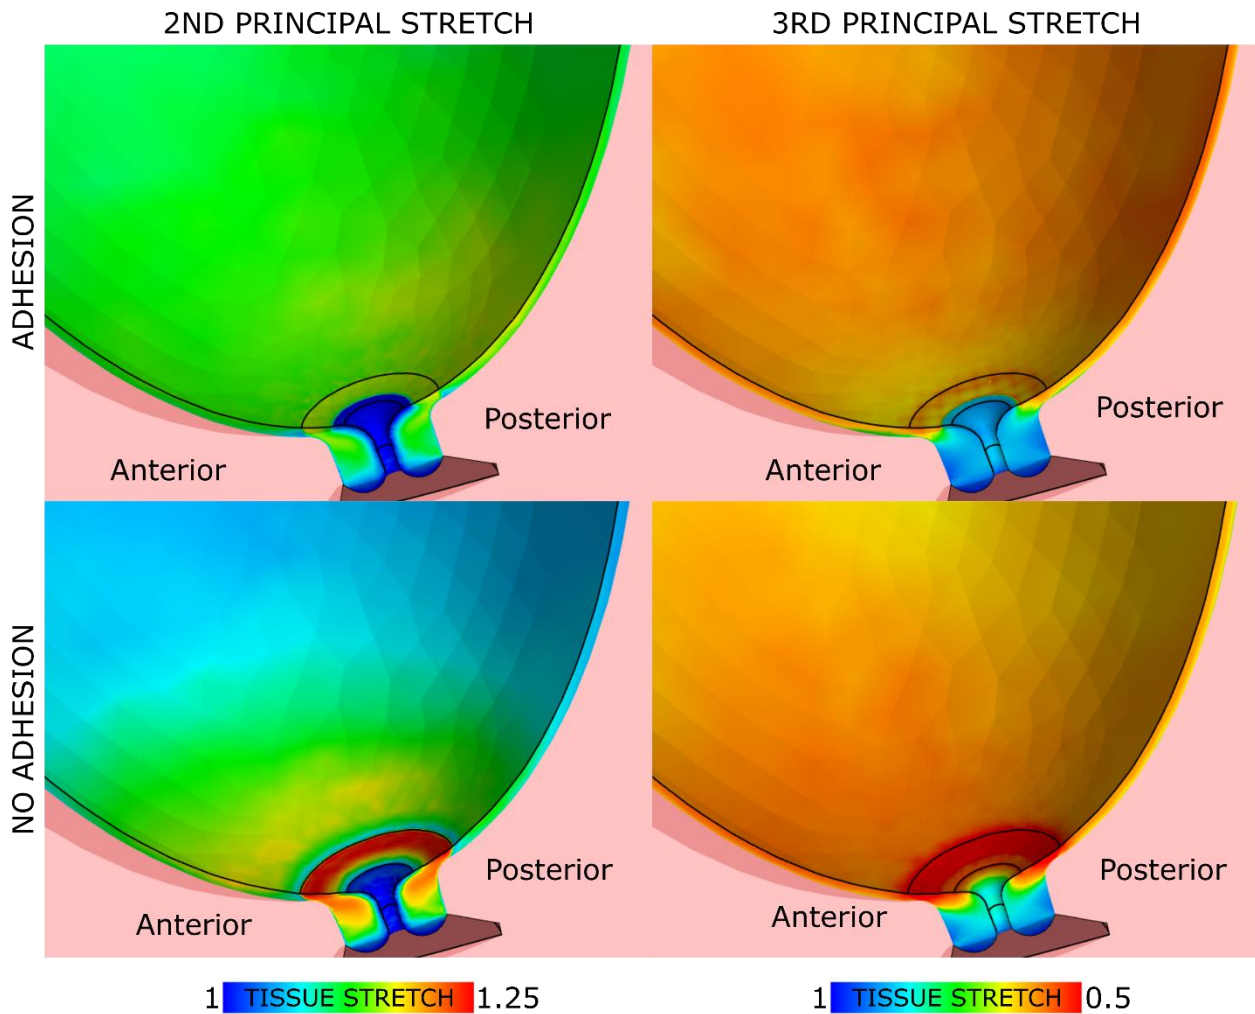 2ND PRINCIPAL STRETCH
3RD PRINCIPAL STRETCH
ADHESION
Anterior
Posterior
Anterior
Posterior
NO ADHESION
Anterior
Posterior
Anterior
Posterior
1 TISSUE STRETCH 1.25
1 TISSUE STRETCH 0.5